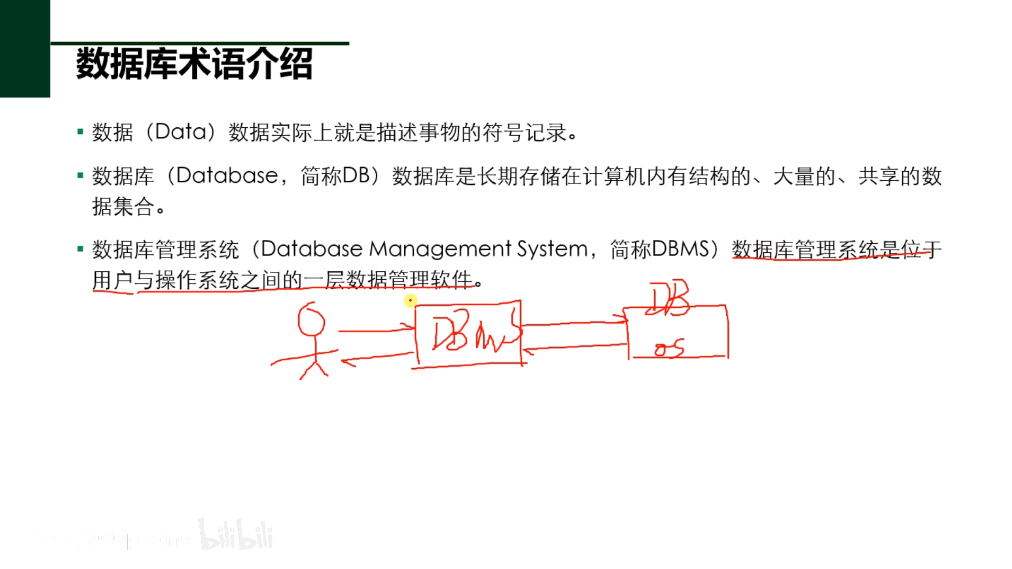 数据库术语介绍
数据（Data）数据实际上就是描述事物的符号记录。
数据库（Database，简称DB）数据库是长期存储在计算机内有结构的、大量的、共享的数
据集合。
数据库管理系统（Database Management System，简称DBMS）数据库管理系统是位于
用户与操作系统之间的一层数据管理软件。
DB
DBMS
OS
bilibili